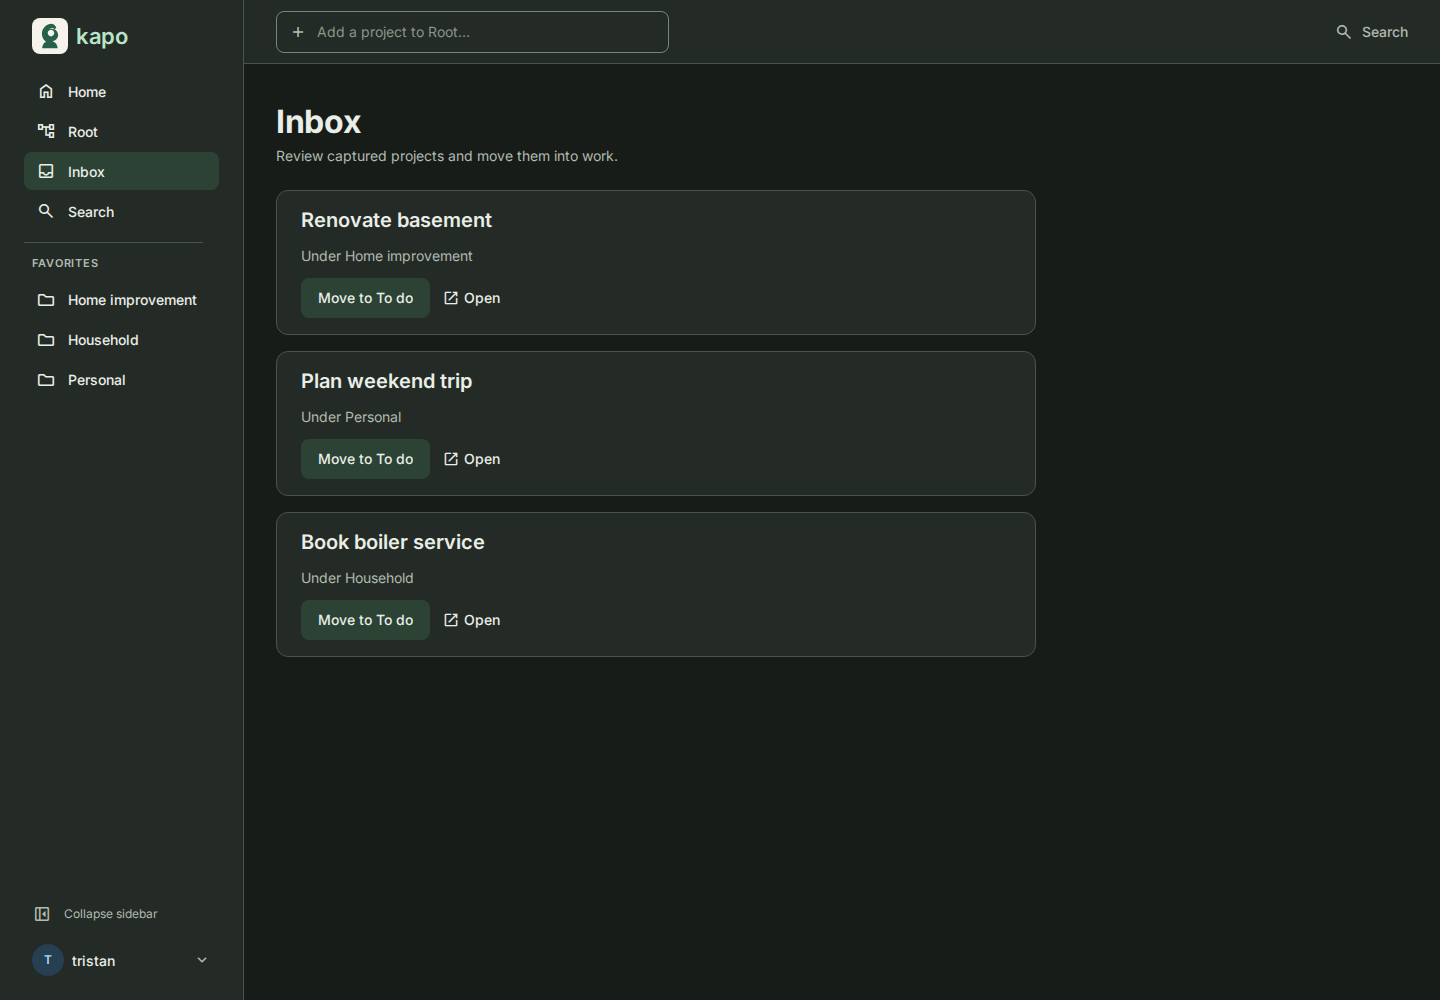 kapo
Home
Root
Inbox
Search
FAVORITES
Home improvement
Household
Personal
Collapse sidebar
T
tristan
Add a project to Root...
Search
Inbox
Review captured projects and move them into work.
Renovate basement
Under Home improvement
Move to To do
Open
Plan weekend trip
Under Personal
Move to To do
Open
Book boiler service
Under Household
Move to To do
Open